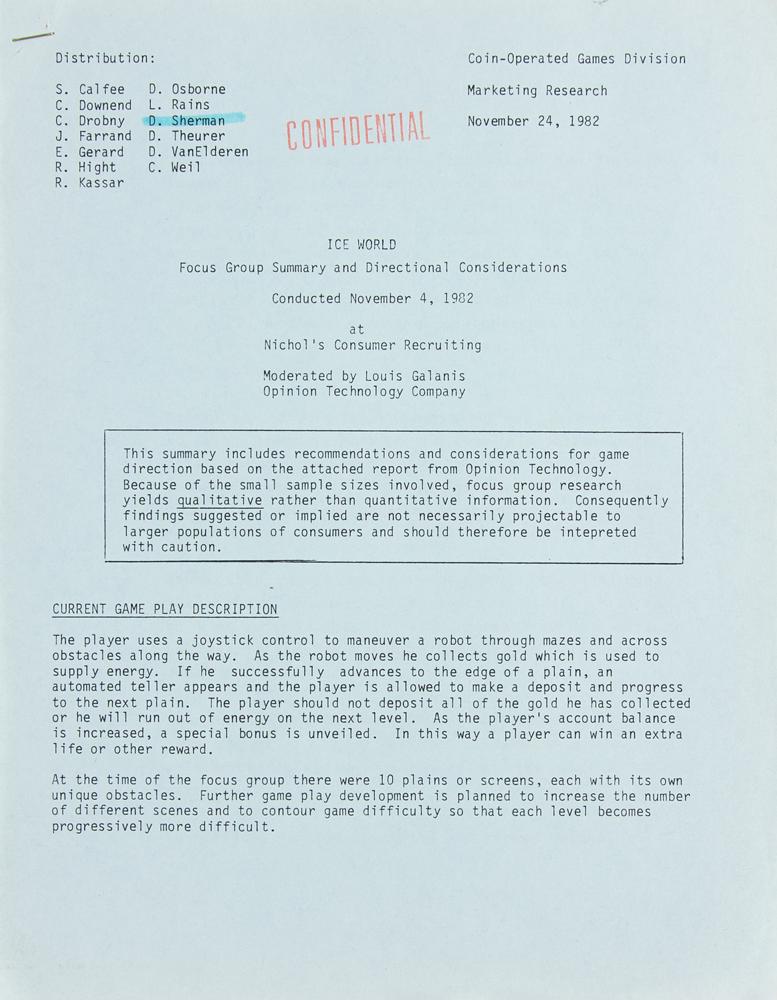 Distribution:
Coin-Operated Games Division
S. Calfee D. Osborne
Marketing Research
C. Downend L. Rains
C. Drobny D. Sherman
November 24, 1982
J. Farrand D. Theurer
E. Gerard D. VanElderen
R. Hight C. Weil
R. Kassar
CONFIDENTIAL
ICE WORLD
Focus Group Summary and Directional Considerations
Conducted November 4, 1982
at
Nichol's Consumer Recruiting
Moderated by Louis Galanis
Opinion Technology Company
This summary includes recommendations and considerations for game
direction based on the attached report from Opinion Technology.
Because of the small sample sizes involved, focus group research
yields qualitative rather than quantitative information. Consequently
findings suggested or implied are not necessarily projectable to
larger populations of consumers and should therefore be intepreted
with caution.
CURRENT GAME PLAY DESCRIPTION
The player uses a joystick control to maneuver a robot through mazes and across
obstacles along the way. As the robot moves he collects gold which is used to
supply energy. If he successfully advances to the edge of a plain, an
automated teller appears and the player is allowed to make a deposit and progress
to the next plain. The player should not deposit all of the gold he has collected
or he will run out of energy on the next level. As the player's account balance
is increased, a special bonus is unveiled. In this way a player can win an extra
life or other reward.
At the time of the focus group there were 10 plains or screens, each with its own
unique obstacles. Further game play development is planned to increase the number
of different scenes and to contour game difficulty so that each level becomes
progressively more difficult.